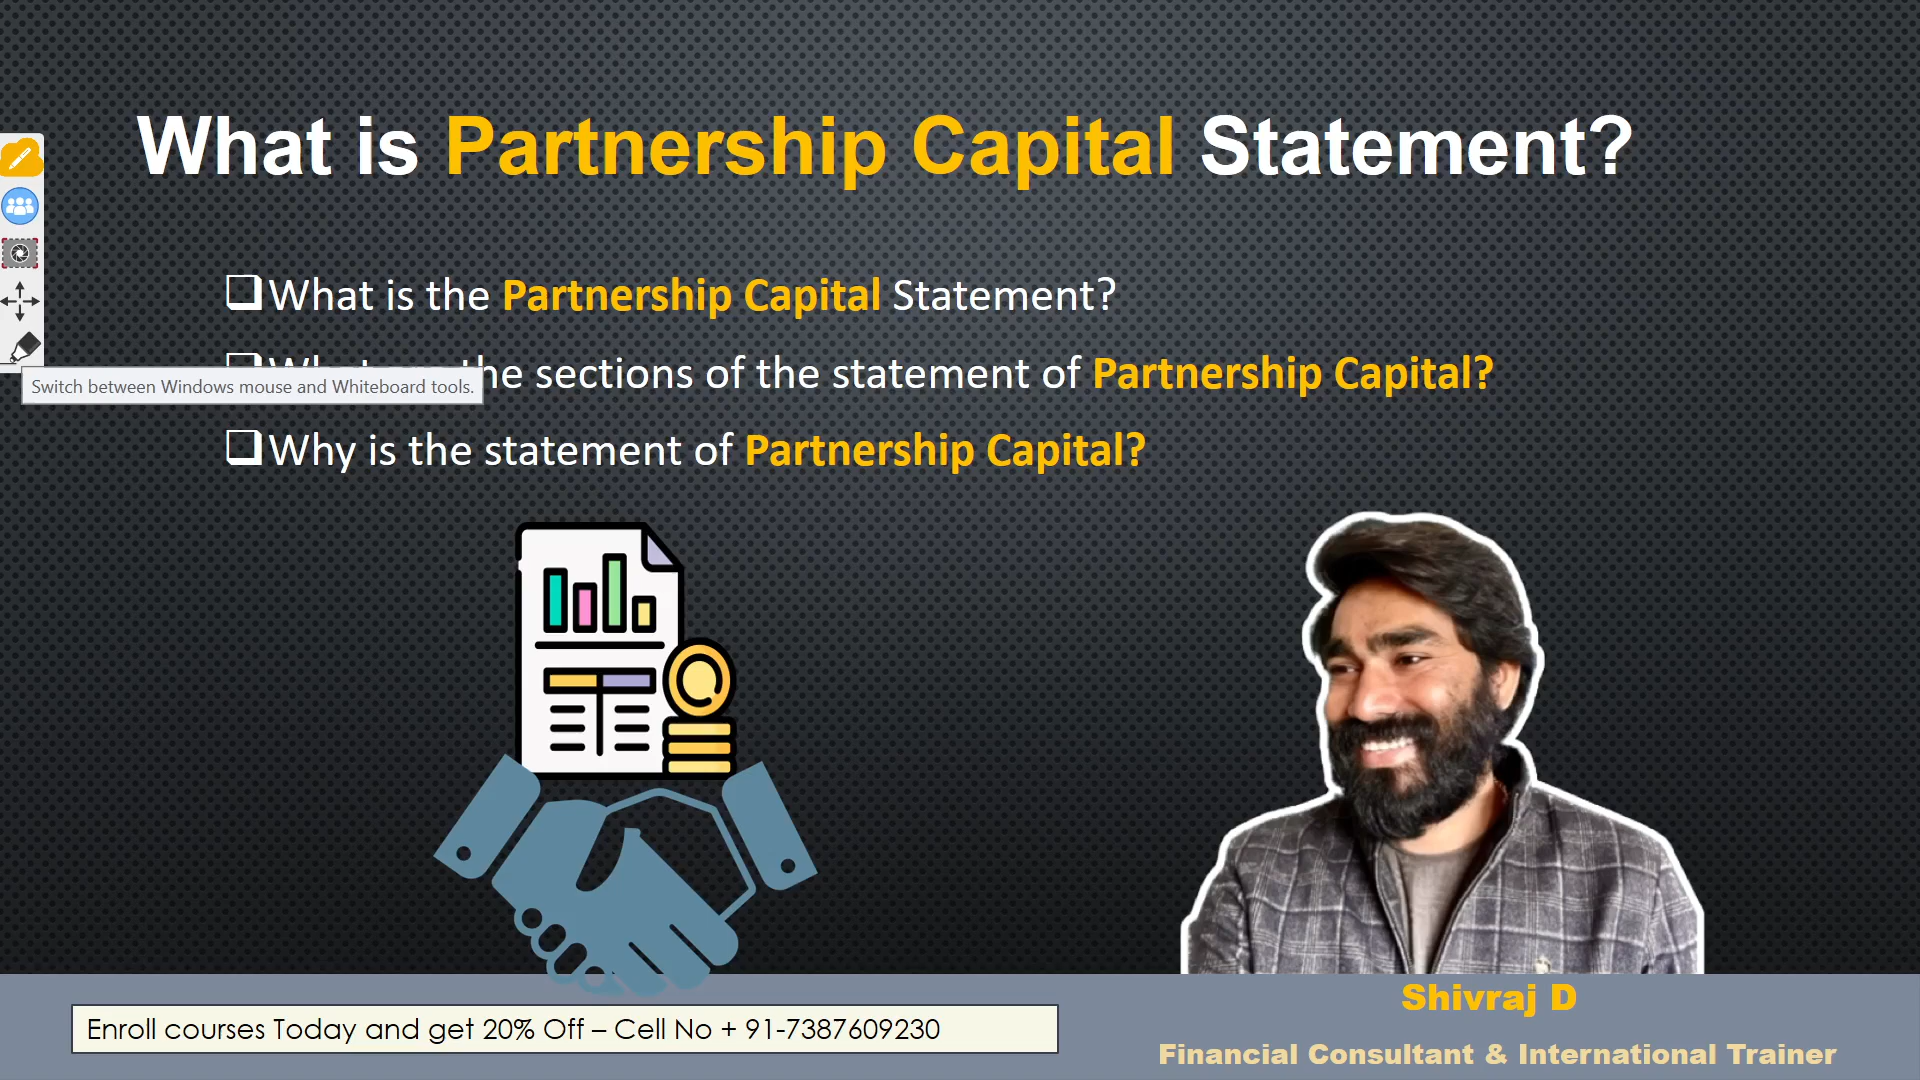 What is Partnership Capital Statement?
What is the Partnership Capital Statement?
the sections of the statement of Partnership Capital?
Switch between Windows mouse and Whiteboard tools.
Why is the statement of Partnership Capital?
Shivraj D
Enroll courses Today and get 20% Off – Cell No + 91-7387609230
Financial Consultant & International Trainer